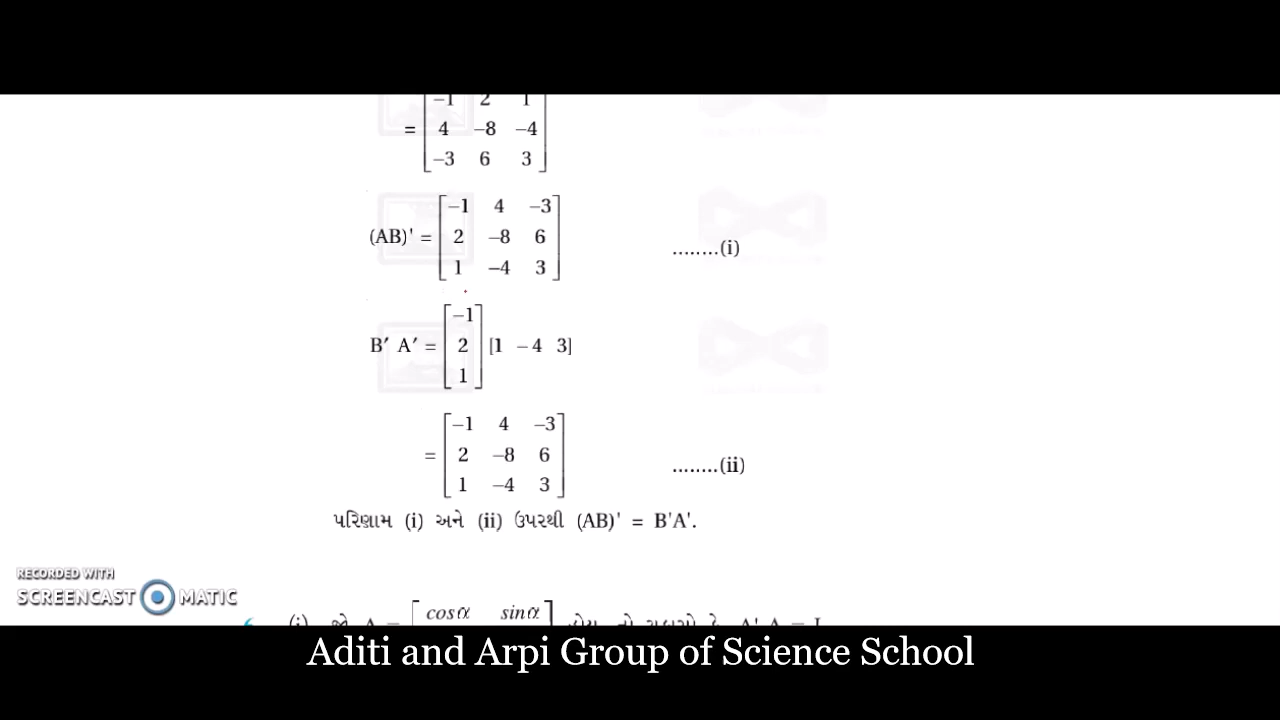 -1 2 1
= 4 -8 -4
-3 6 3
-1 4 -3
(AB)' = 2 -8 6 ........(i)
1 -4 3
-1
B′ A′ = 2 [1 -4 3]
1
-1 4 -3
= 2 -8 6 ........(ii)
1 -4 3
પરિણામ (i) અને (ii) ઉપરથી (AB)' = B'A'.
RECORDED WITH
SCREENCAST MATIC
cosα sinα
(i) જો A =
Aditi and Arpi Group of Science School